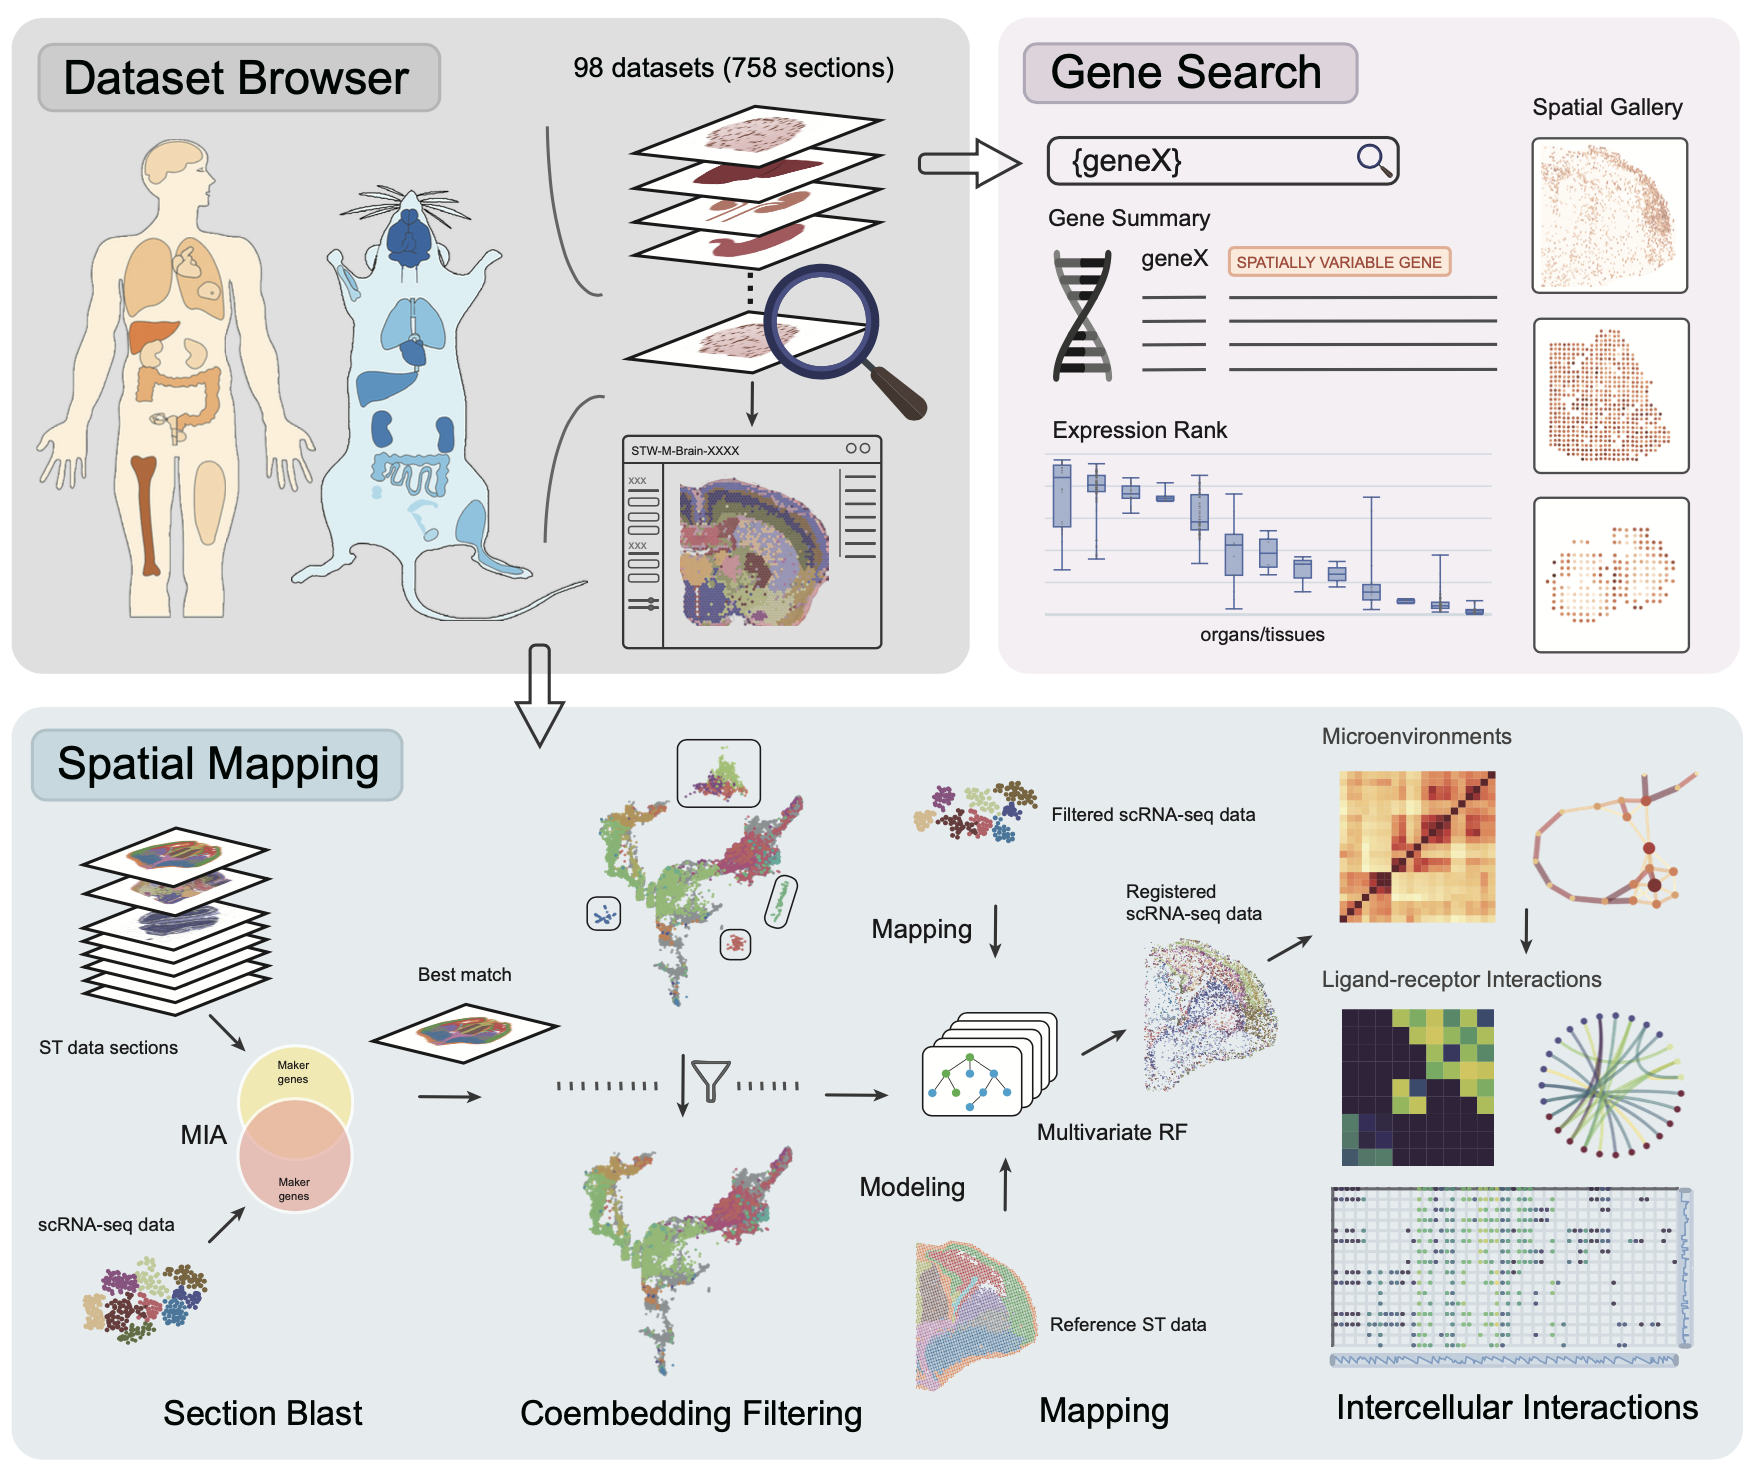 Dataset Browser
98 datasets (758 sections)
STW-M-Brain-XXXX
XXX
XXX
Gene Search
{geneX}
Spatial Gallery
Gene Summary
geneX
SPATIALLY VARIABLE GENE
Expression Rank
organs/tissues
Spatial Mapping
ST data sections
Maker
genes
MIA
Maker
genes
scRNA-seq data
Best match
Section Blast
Coembedding Filtering
Filtered scRNA-seq data
Mapping
Registered
scRNA-seq data
Multivariate RF
Modeling
Reference ST data
Mapping
Microenvironments
Ligand-receptor Interactions
Intercellular Interactions